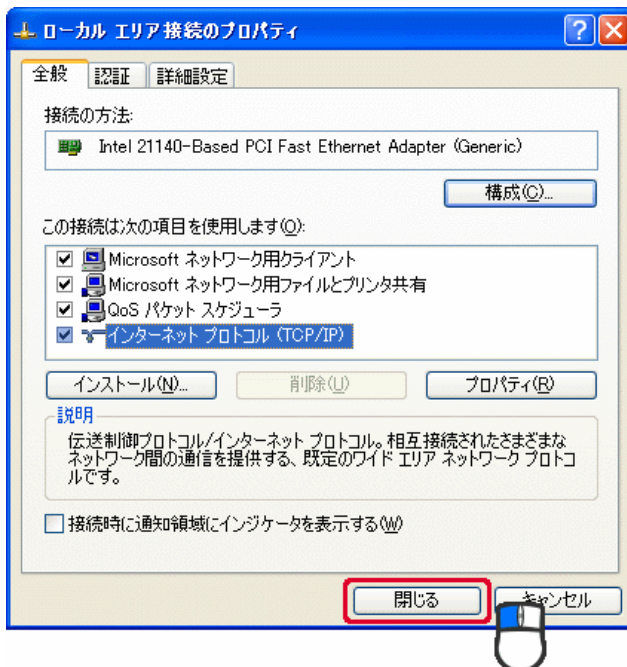 ローカル エリア接続のプロパティ
全般 認証 詳細設定
接続の方法:
Intel 21140-Based PCI Fast Ethernet Adapter (Generic)
構成(C)...
この接続は次の項目を使用します(O):
Microsoft ネットワーク用クライアント
Microsoft ネットワーク用ファイルとプリンタ共有
QoS パケット スケジューラ
インターネット プロトコル (TCP/IP)
インストール(N)... 削除(U) プロパティ(R)
説明
伝送制御プロトコル/インターネット プロトコル。相互接続されたさまざまな
ネットワーク間の通信を提供する、既定のワイド エリア ネットワーク プロトコ
ルです。
接続時に通知領域にインジケータを表示する(W)
閉じる キャンセル